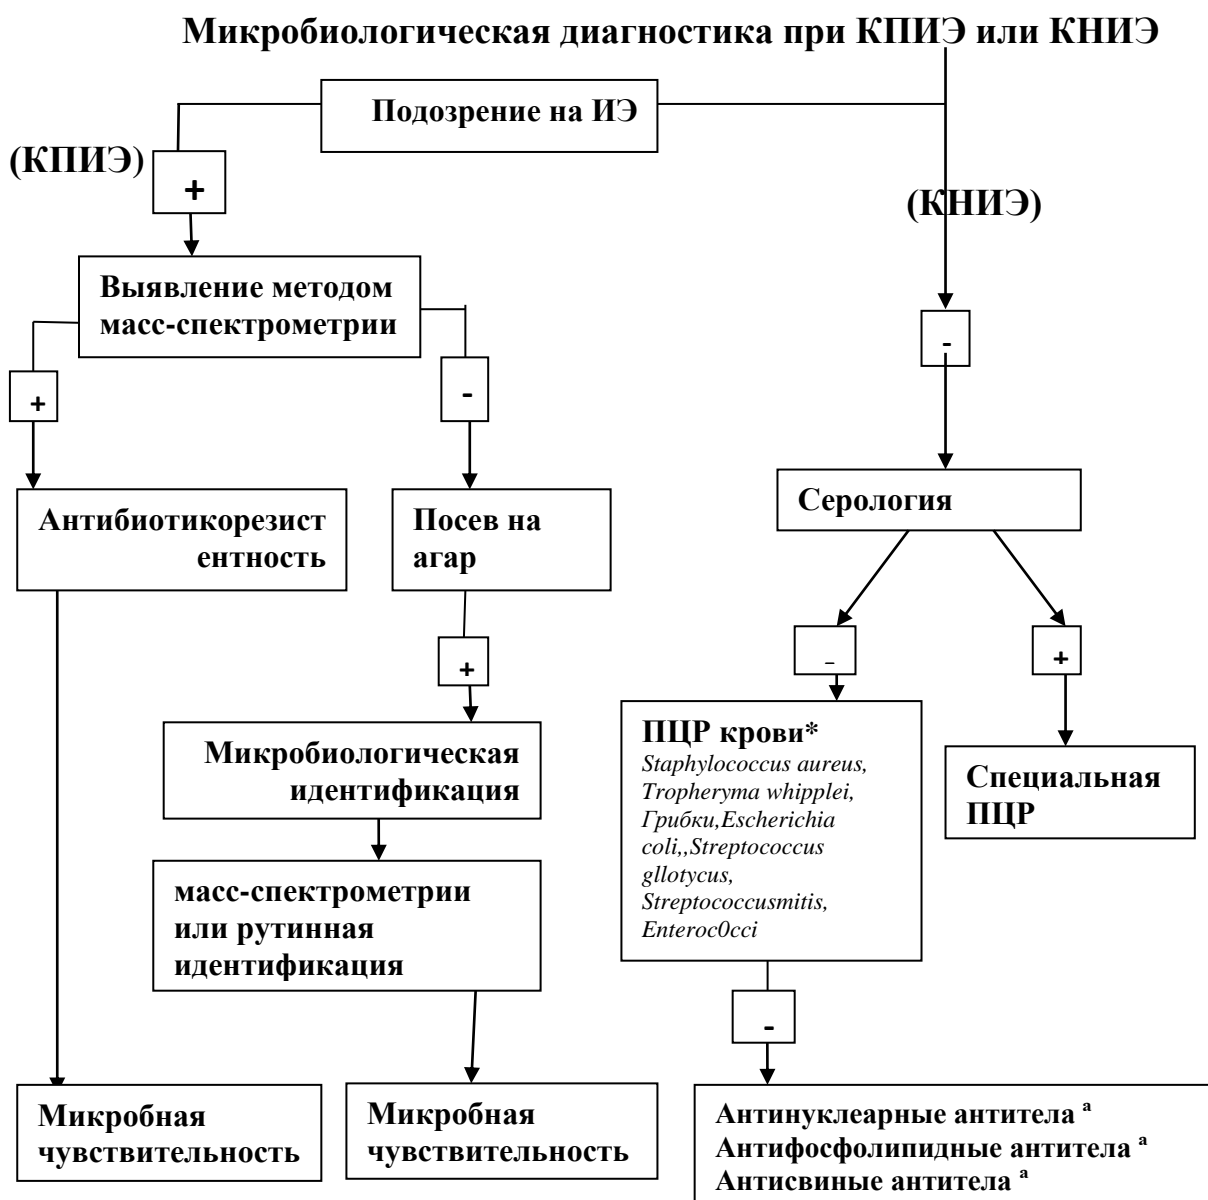 Микробиологическая диагностика при КПИЭ или КНИЭ
Подозрение на ИЭ
(КПИЭ)
+
(КНИЭ)
Выявление методом
масс-спектрометрии
-
+
-
Антибиотикорезист
ентность
Посев на
агар
Серология
+
-
+
ПЦР крови*
Staphylococcus aureus,
Tropheryma whipplei,
Грибки,Escherichia
coli,,Streptococcus
gllotycus,
Streptococcusmitis,
Enteroc0cci
Специальная
ПЦР
Микробиологическая
идентификация
масс-спектрометрии
или рутинная
идентификация
-
Микробная
чувствительность
Микробная
чувствительность
Антинуклеарные антитела ᵃ
Антифосфолипидные антитела ᵃ
Антисвиные антитела ᵃ